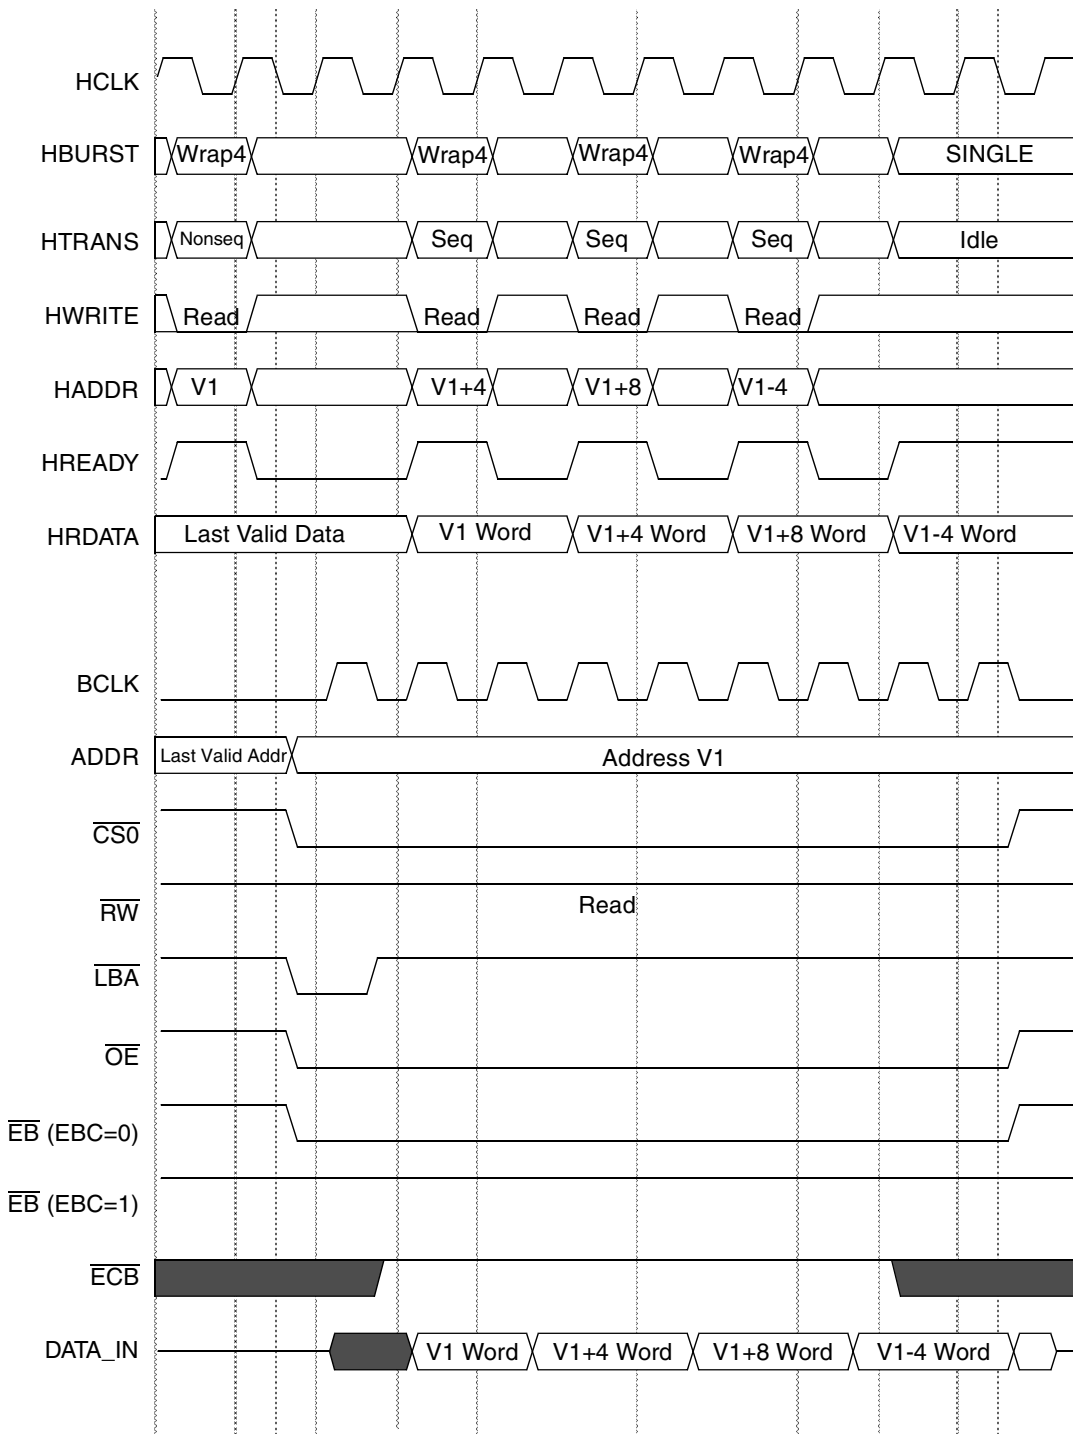 HCLK
HBURST Wrap4 Wrap4 Wrap4 Wrap4 SINGLE
HTRANS Nonseq Seq Seq Seq Idle
HWRITE Read Read Read Read
HADDR V1 V1+4 V1+8 V1-4
HREADY
HRDATA Last Valid Data V1 Word V1+4 Word V1+8 Word V1-4 Word
BCLK
ADDR Last Valid Addr Address V1
CS0
RW Read
LBA
OE
EB (EBC=0)
EB (EBC=1)
ECB
DATA_IN V1 Word V1+4 Word V1+8 Word V1-4 Word